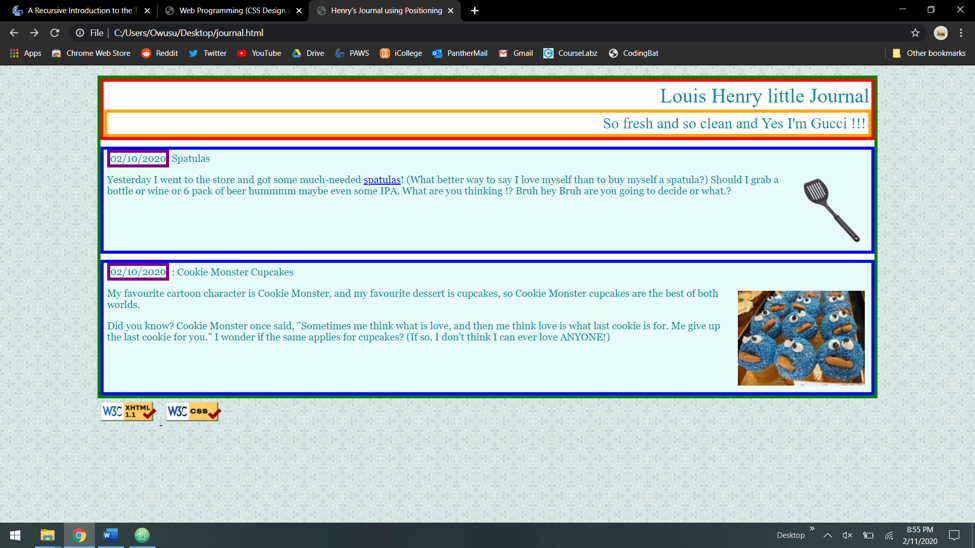 A Recursive Introduction to the T
Web Programming (CSS Design a
Henry's Journal using Positioning
File | C:/Users/Owusu/Desktop/journal.html
Apps Chrome Web Store Reddit Twitter YouTube Drive PAWS iCollege PantherMail Gmail CourseLabz CodingBat Other bookmarks
Louis Henry little Journal
So fresh and so clean and Yes I'm Gucci !!!
02/10/2020 Spatulas
Yesterday I went to the store and got some much-needed spatulas! (What better way to say I love myself than to buy myself a spatula?) Should I grab a
bottle or wine or 6 pack of beer hummmm maybe even some IPA. What are you thinking !? Bruh hey Bruh are you going to decide or what.?
02/10/2020 : Cookie Monster Cupcakes
My favourite cartoon character is Cookie Monster, and my favourite dessert is cupcakes, so Cookie Monster cupcakes are the best of both
worlds.
Did you know? Cookie Monster once said, "Sometimes me think what is love, and then me think love is what last cookie is for. Me give up
the last cookie for you." I wonder if the same applies for cupcakes? (If so, I don't think I can ever love ANYONE!)
W3C XHTML 1.1 W3C CSS
Desktop
8:55 PM
2/11/2020